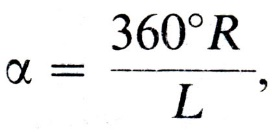 α = 360°R / L,